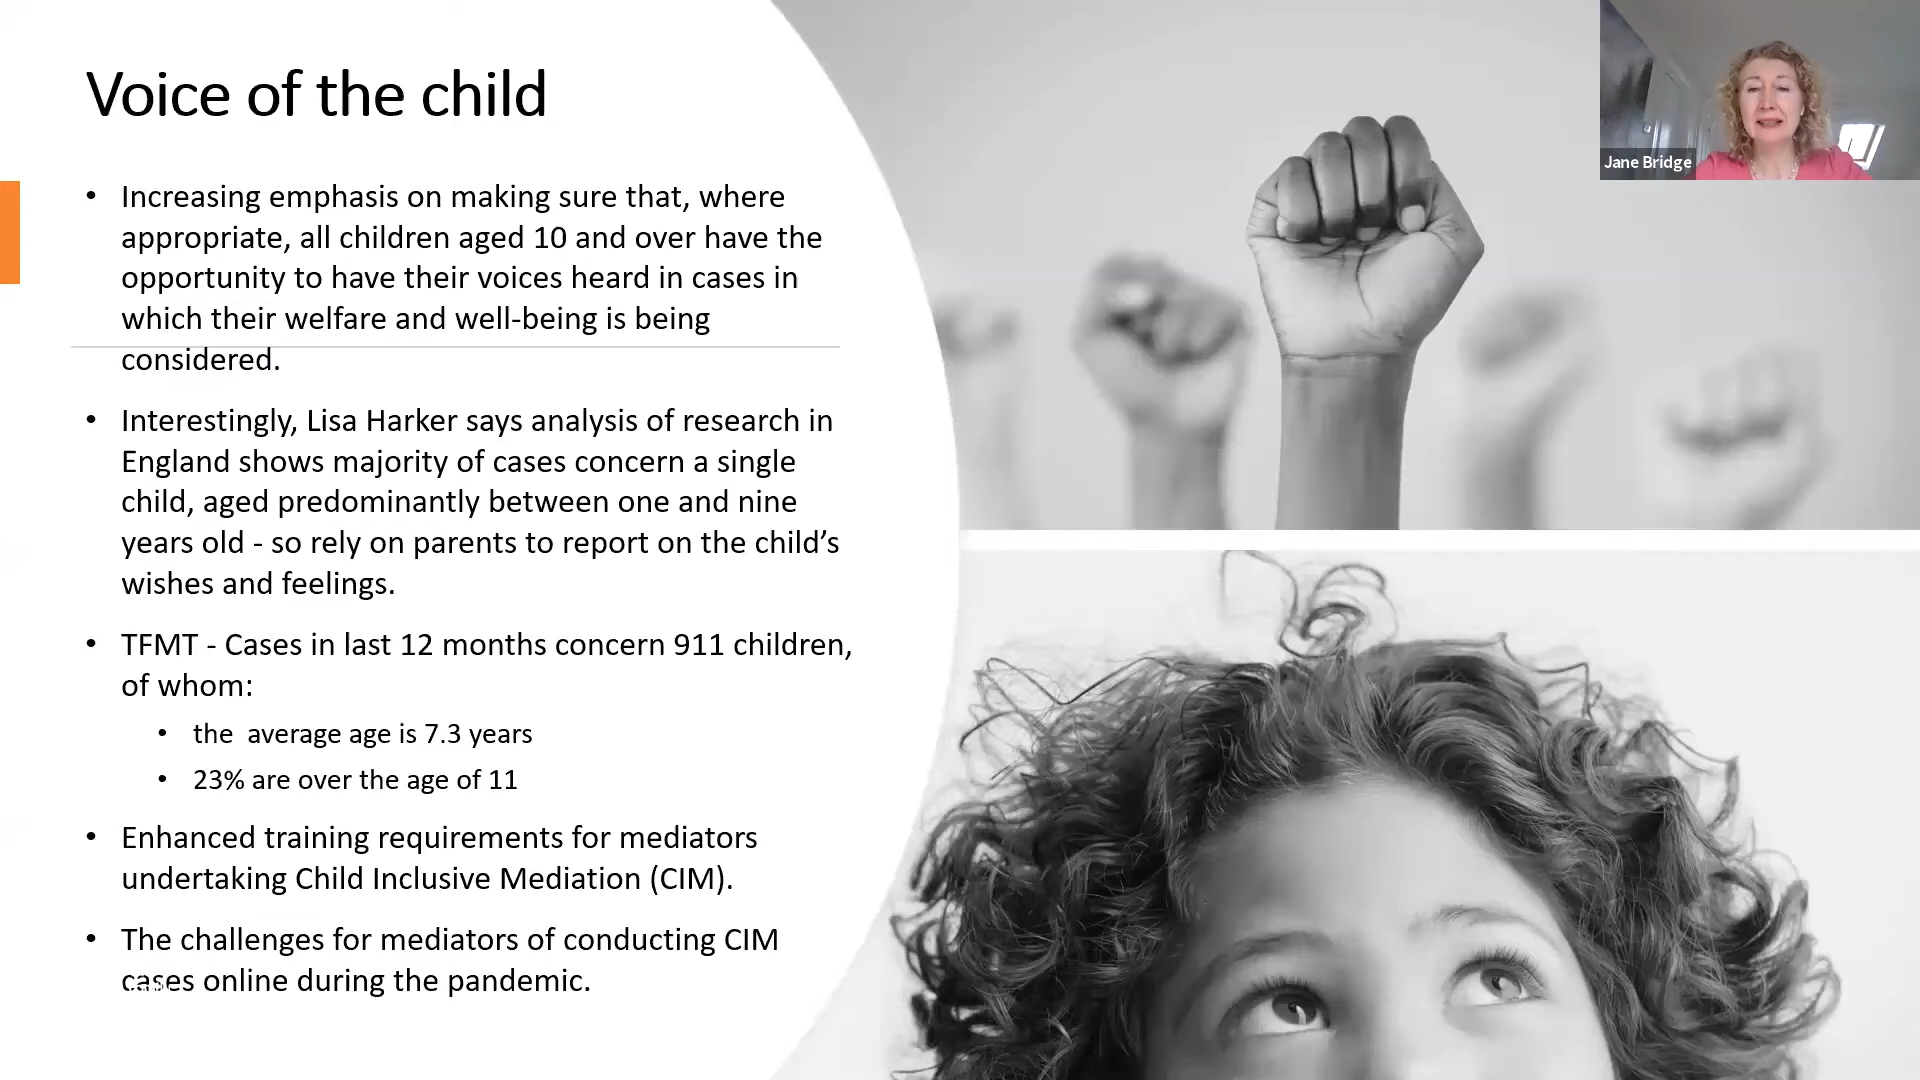 Voice of the child
Jane Bridge
• Increasing emphasis on making sure that, where
appropriate, all children aged 10 and over have the
opportunity to have their voices heard in cases in
which their welfare and well-being is being
considered.
• Interestingly, Lisa Harker says analysis of research in
England shows majority of cases concern a single
child, aged predominantly between one and nine
years old - so rely on parents to report on the child’s
wishes and feelings.
• TFMT - Cases in last 12 months concern 911 children,
of whom:
• the  average age is 7.3 years
• 23% are over the age of 11
• Enhanced training requirements for mediators
undertaking Child Inclusive Mediation (CIM).
• The challenges for mediators of conducting CIM
cases online during the pandemic.